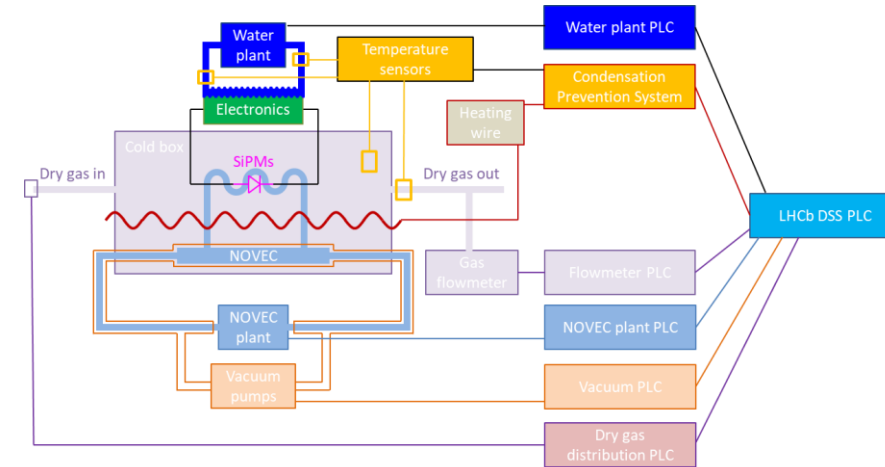 Water
plant
Water plant PLC
Temperature
sensors
Condensation
Prevention System
Electronics
Heating
wire
Cold box
SiPMs
Dry gas in
Dry gas out
LHCb DSS PLC
NOVEC
Gas
flowmeter
Flowmeter PLC
NOVEC
plant
NOVEC plant PLC
Vacuum
pumps
Vacuum PLC
Dry gas
distribution PLC